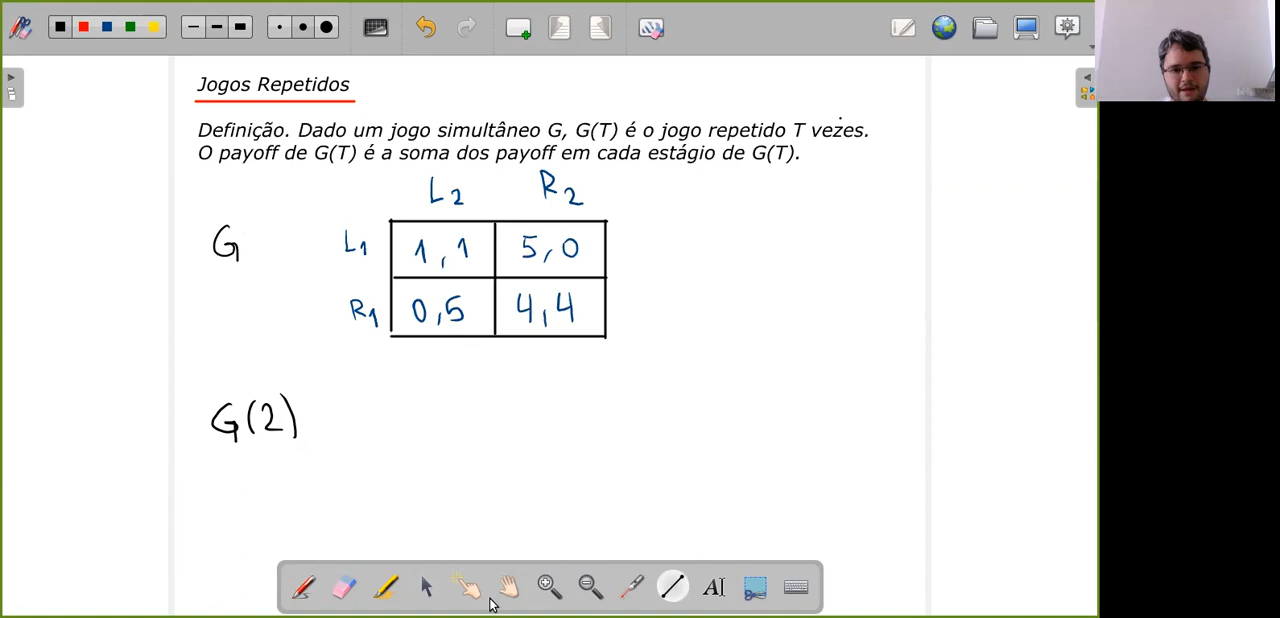 Jogos Repetidos
Definição. Dado um jogo simultâneo G, G(T) é o jogo repetido T vezes.
O payoff de G(T) é a soma dos payoff em cada estágio de G(T).
L2 R2
G L1 1,1 5,0
R1 0,5 4,4
G(2)
AI